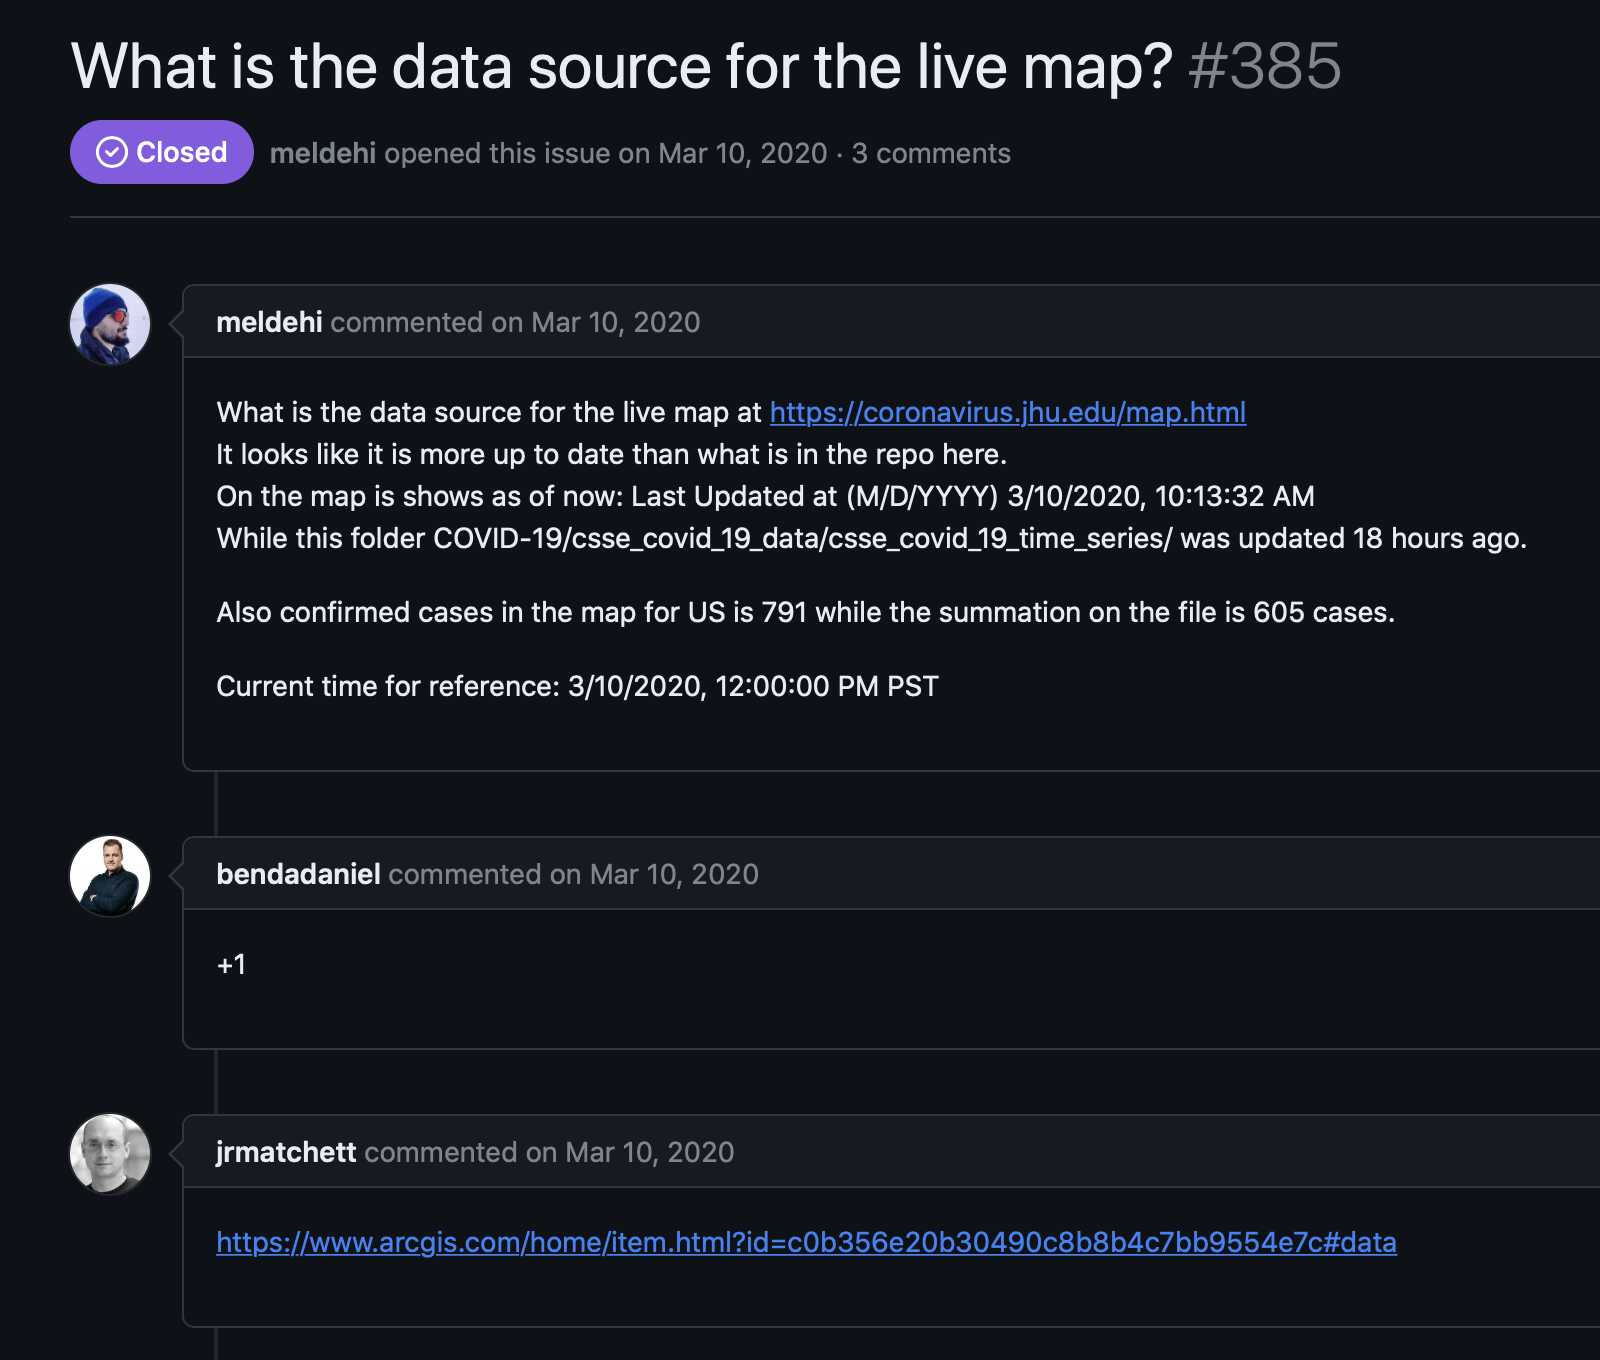 What is the data source for the live map? #385
Closed meldehi opened this issue on Mar 10, 2020 · 3 comments
meldehi commented on Mar 10, 2020
What is the data source for the live map at https://coronavirus.jhu.edu/map.html
It looks like it is more up to date than what is in the repo here.
On the map is shows as of now: Last Updated at (M/D/YYYY) 3/10/2020, 10:13:32 AM
While this folder COVID-19/csse_covid_19_data/csse_covid_19_time_series/ was updated 18 hours ago.
Also confirmed cases in the map for US is 791 while the summation on the file is 605 cases.
Current time for reference: 3/10/2020, 12:00:00 PM PST
bendadaniel commented on Mar 10, 2020
+1
jrmatchett commented on Mar 10, 2020
https://www.arcgis.com/home/item.html?id=c0b356e20b30490c8b8b4c7bb9554e7c#data